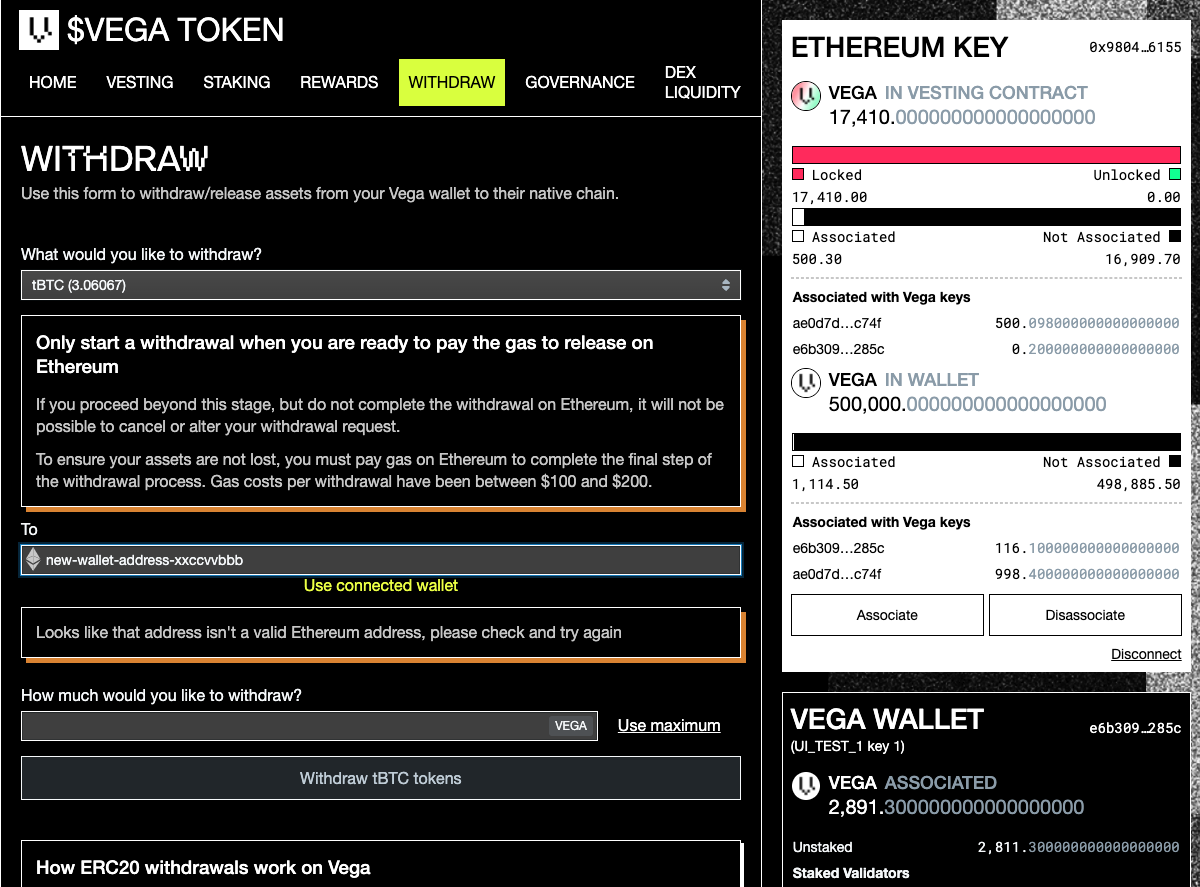 $VEGA TOKEN
HOME VESTING STAKING REWARDS WITHDRAW GOVERNANCE DEX LIQUIDITY
WITHDRAW
Use this form to withdraw/release assets from your Vega wallet to their native chain.
What would you like to withdraw?
tBTC (3.06067)
Only start a withdrawal when you are ready to pay the gas to release on
Ethereum
If you proceed beyond this stage, but do not complete the withdrawal on Ethereum, it will not be
possible to cancel or alter your withdrawal request.
To ensure your assets are not lost, you must pay gas on Ethereum to complete the final step of
the withdrawal process. Gas costs per withdrawal have been between $100 and $200.
To
new-wallet-address-xxccvvbbb
Use connected wallet
Looks like that address isn't a valid Ethereum address, please check and try again
How much would you like to withdraw?
VEGA Use maximum
Withdraw tBTC tokens
How ERC20 withdrawals work on Vega
ETHEREUM KEY 0x9804…6155
VEGA IN VESTING CONTRACT
17,410.000000000000000000
Locked Unlocked
17,410.00 0.00
Associated Not Associated
500.30 16,909.70
Associated with Vega keys
ae0d7d…c74f 500.098000000000000000
e6b309…285c 0.200000000000000000
VEGA IN WALLET
500,000.000000000000000000
Associated Not Associated
1,114.50 498,885.50
Associated with Vega keys
e6b309…285c 116.100000000000000000
ae0d7d…c74f 998.400000000000000000
Associate Disassociate
Disconnect
VEGA WALLET e6b309…285c
(UI_TEST_1 key 1)
VEGA ASSOCIATED
2,891.300000000000000000
Unstaked 2,811.300000000000000000
Staked Validators